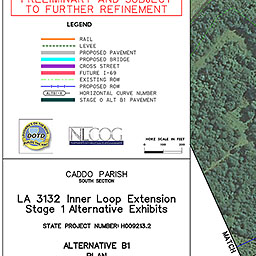 PRELIMINARY AND SUBJECT
TO FURTHER REFINEMENT
LEGEND
RAIL
LEVEE
PROPOSED PAVEMENT
PROPOSED BRIDGE
CROSS STREET
FUTURE I-69
EXISTING ROW
PROPOSED ROW
HORIZONTAL CURVE NUMBER
STAGE 0 ALT B1 PAVEMENT
DOTD
NLCOG
HORZ SCALE IN FEET
CADDO PARISH
SOUTH SECTION
LA 3132 Inner Loop Extension
Stage 1 Alternative Exhibits
STATE PROJECT NUMBER: H.009213.2
ALTERNATIVE B1
PLAN
MATCH